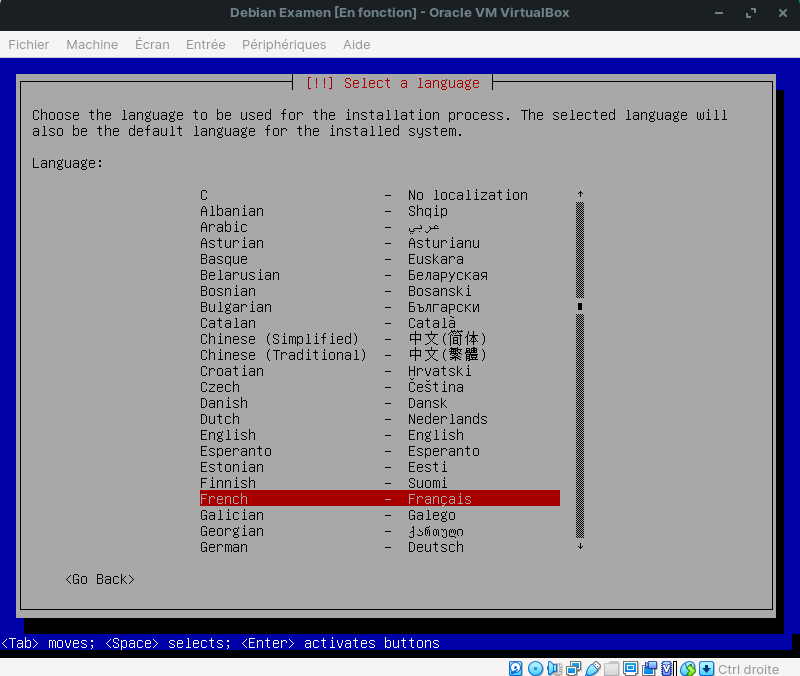 Debian Examen [En fonction] - Oracle VM VirtualBox
Fichier Machine Écran Entrée Périphériques Aide
[!!] Select a language
Choose the language to be used for the installation process. The selected language will
also be the default language for the installed system.
Language:
C - No localization
Albanian - Shqip
Arabic - عربي
Asturian - Asturianu
Basque - Euskara
Belarusian - Беларуская
Bosnian - Bosanski
Bulgarian - Български
Catalan - Català
Chinese (Simplified) - 中文(简体)
Chinese (Traditional) - 中文(繁體)
Croatian - Hrvatski
Czech - Čeština
Danish - Dansk
Dutch - Nederlands
English - English
Esperanto - Esperanto
Estonian - Eesti
Finnish - Suomi
French - Français
Galician - Galego
Georgian - ქართული
German - Deutsch
<Go Back>
<Tab> moves; <Space> selects; <Enter> activates buttons
Ctrl droite